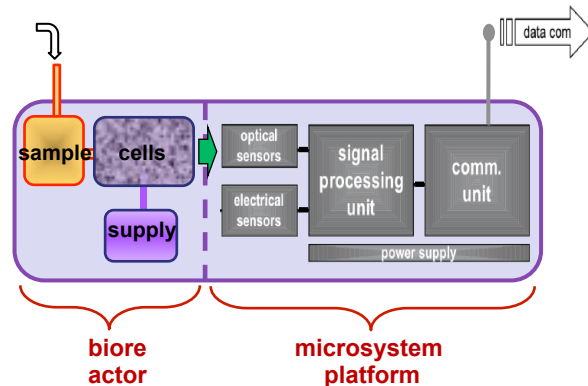 data com
sample
cells
supply
optical
sensors
electrical
sensors
signal
processing
unit
comm.
unit
power supply
biore
actor
microsystem
platform